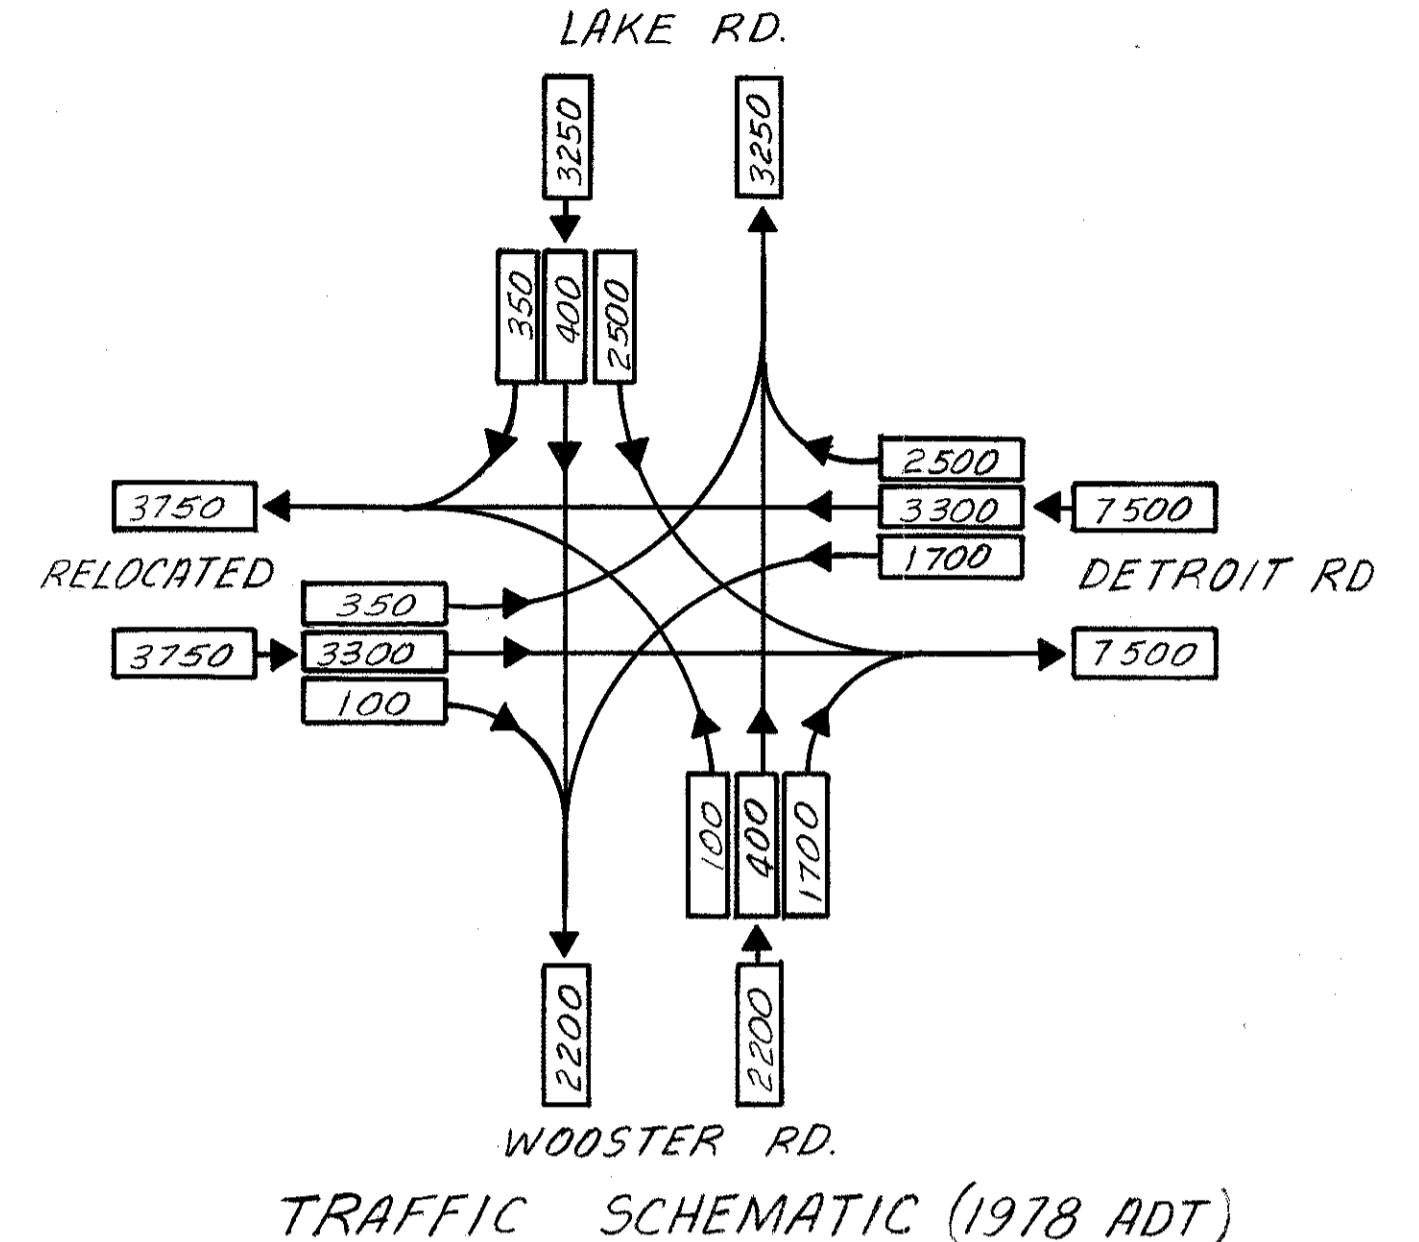 LAKE RD.
3250 3250
350 400 2500
2500
3750 3300 7500
1700
RELOCATED DETROIT RD
350
3750 3300 7500
100
100 400 1700
2200 2200
WOOSTER RD.
TRAFFIC SCHEMATIC (1978 ADT)